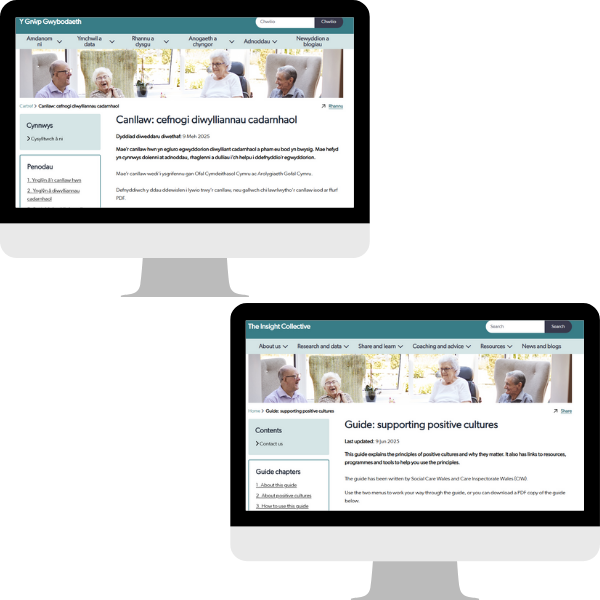 Y Grŵp Gwybodaeth
Chwilio
Chwilio
Amdanom ni
Ymchwil a data
Rhannu a dysgu
Anogaeth a chyngor
Adnoddau
Newyddion a blogiau
Cartref > Canllaw: cefnogi diwylliannau cadarnhaol
Rhannu
Cynnwys
Cysylltwch â ni
Penodau
1. Ynglŷn â'r canllaw hwn
2. Ynglŷn â diwylliannau cadarnhaol
Canllaw: cefnogi diwylliannau cadarnhaol
Dyddiad diweddaru diwethaf: 9 Meh 2025
Mae'r canllaw hwn yn egluro egwyddorion diwylliant cadarnhaol a pham eu bod yn bwysig. Mae hefyd
yn cynnwys dolenni at adnoddau, rhaglenni a dulliau i'ch helpu i ddefnyddio'r egwyddorion.
Mae'r canllaw wedi'i ysgrifennu gan Ofal Cymdeithasol Cymru ac Arolygiaeth Gofal Cymru.
Defnyddiwch y ddau ddewislen i lywio trwy'r canllaw, neu gallwch chi lawrlwytho'r canllaw isod ar ffurf
PDF.
The Insight Collective
Search
Search
About us
Research and data
Share and learn
Coaching and advice
Resources
News and blogs
Home > Guide: supporting positive cultures
Share
Contents
Contact us
Guide chapters
1. About this guide
2. About positive cultures
3. How to use this guide
Guide: supporting positive cultures
Last updated: 9 Jun 2025
This guide explains the principles of positive cultures and why they matter. It also has links to resources,
programmes and tools to help you use the principles.
The guide has been written by Social Care Wales and Care Inspectorate Wales (CIW).
Use the two menus to work your way through the guide, or you can download a PDF copy of the guide
below.